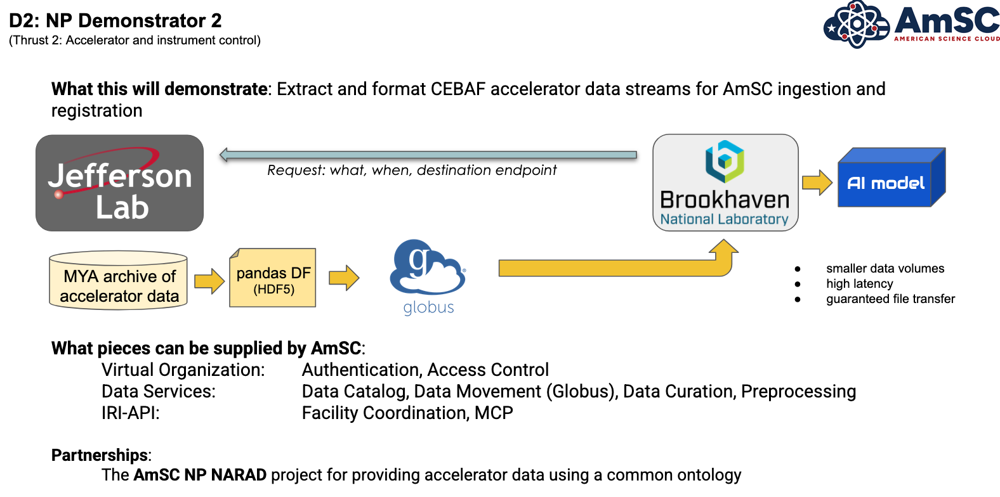 D2: NP Demonstrator 2
(Thrust 2: Accelerator and instrument control)
AmSC
AMERICAN SCIENCE CLOUD
What this will demonstrate: Extract and format CEBAF accelerator data streams for AmSC ingestion and
registration
Jefferson
Lab
Request: what, when, destination endpoint
Brookhaven
National Laboratory
AI model
MYA archive of
accelerator data
pandas DF
(HDF5)
g
®
globus
● smaller data volumes
● high latency
● guaranteed file transfer
What pieces can be supplied by AmSC:
Virtual Organization: Authentication, Access Control
Data Services: Data Catalog, Data Movement (Globus), Data Curation, Preprocessing
IRI-API: Facility Coordination, MCP
Partnerships:
The AmSC NP NARAD project for providing accelerator data using a common ontology